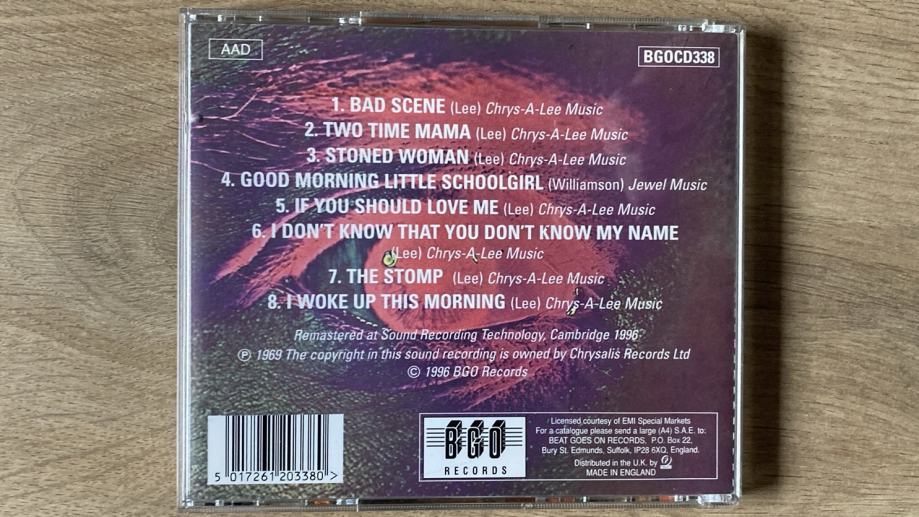 AAD
BGOCD338
1. BAD SCENE (Lee) Chrys-A-Lee Music
2. TWO TIME MAMA (Lee) Chrys-A-Lee Music
3. STONED WOMAN (Lee) Chrys-A-Lee Music
4. GOOD MORNING LITTLE SCHOOLGIRL (Williamson) Jewel Music
5. IF YOU SHOULD LOVE ME (Lee) Chrys-A-Lee Music
6. I DON'T KNOW THAT YOU DON'T KNOW MY NAME
(Lee) Chrys-A-Lee Music
7. THE STOMP (Lee) Chrys-A-Lee Music
8. I WOKE UP THIS MORNING (Lee) Chrys-A-Lee Music
Remastered at Sound Recording Technology, Cambridge 1996
℗ 1969 The copyright in this sound recording is owned by Chrysalis Records Ltd
© 1996 BGO Records
5 017261 203380 >
BGO
RECORDS
Licensed courtesy of EMI Special Markets
For a catalogue please send a large (A4) S.A.E. to:
BEAT GOES ON RECORDS, P.O. Box 22,
Bury St. Edmunds, Suffolk, IP28 6XQ, England.
Distributed in the U.K. by
MADE IN ENGLAND